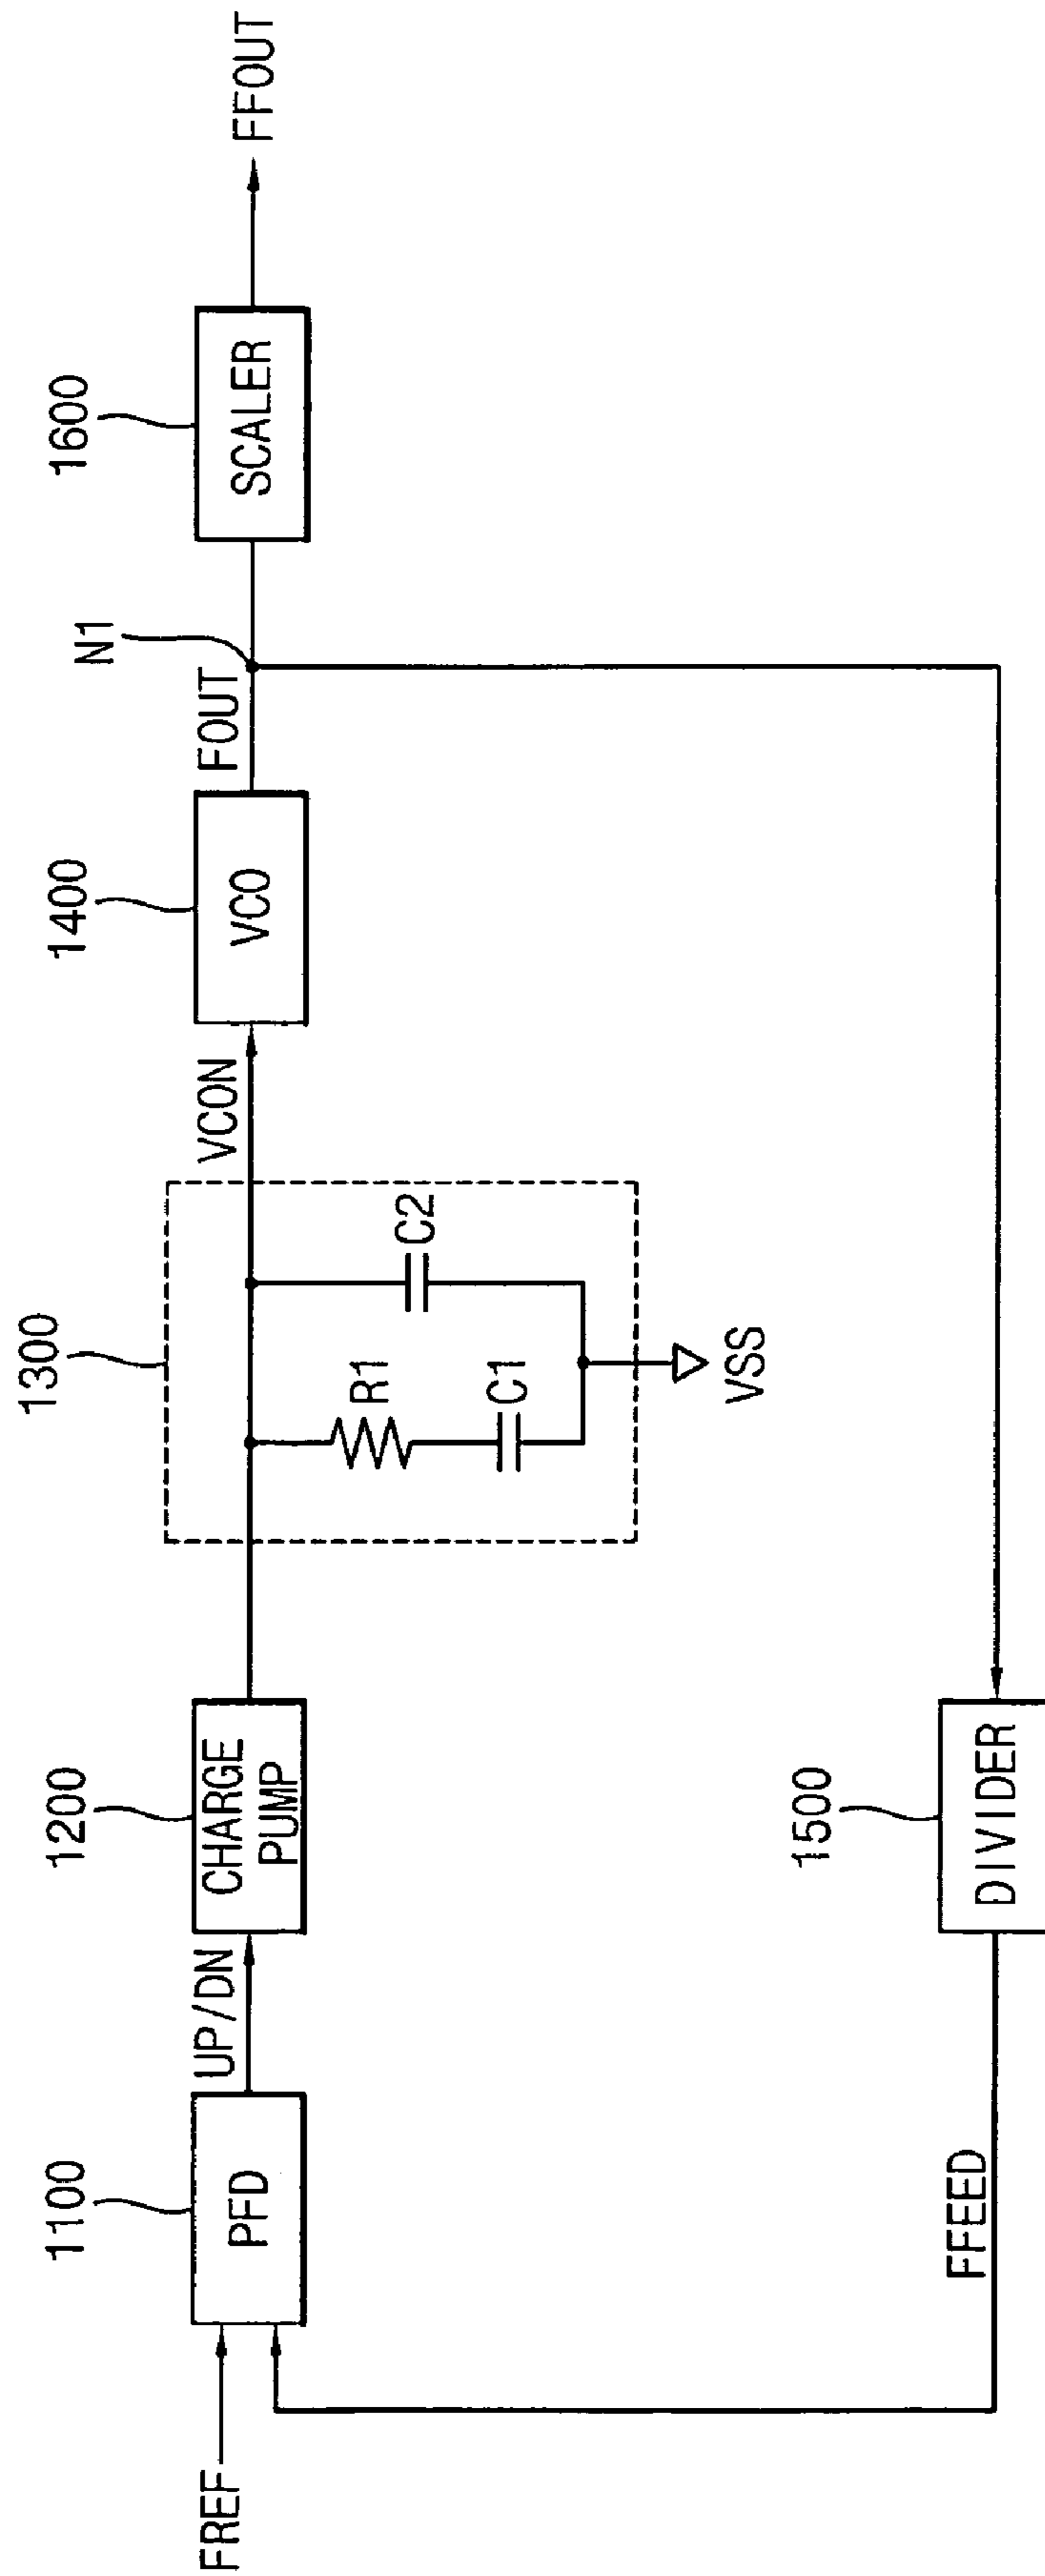 FREF
1100
PFD
UP/DN
1200
CHARGE
PUMP
1300
R1
C1
C2
VSS
VCON
1400
VCO
FOUT
N1
1600
SCALER
FFOUT
1500
DIVIDER
FFEED